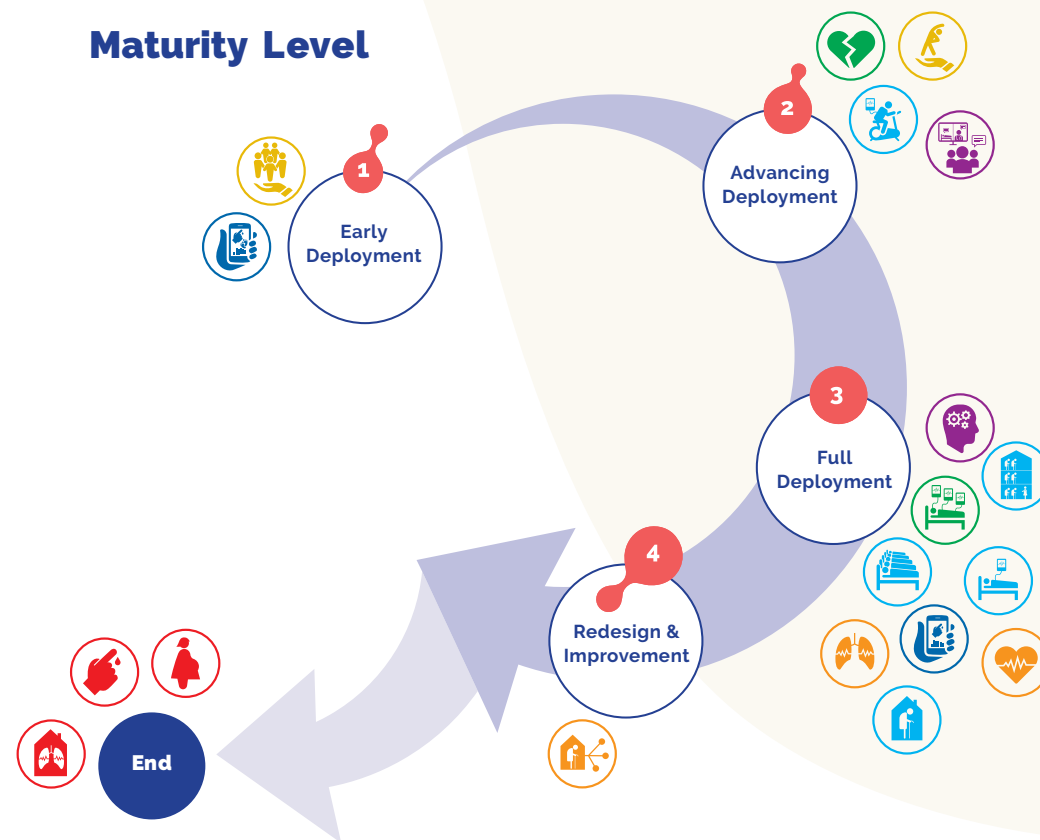 Maturity Level
1
Early
Deployment
2
Advancing
Deployment
3
Full
Deployment
4
Redesign &
Improvement
End